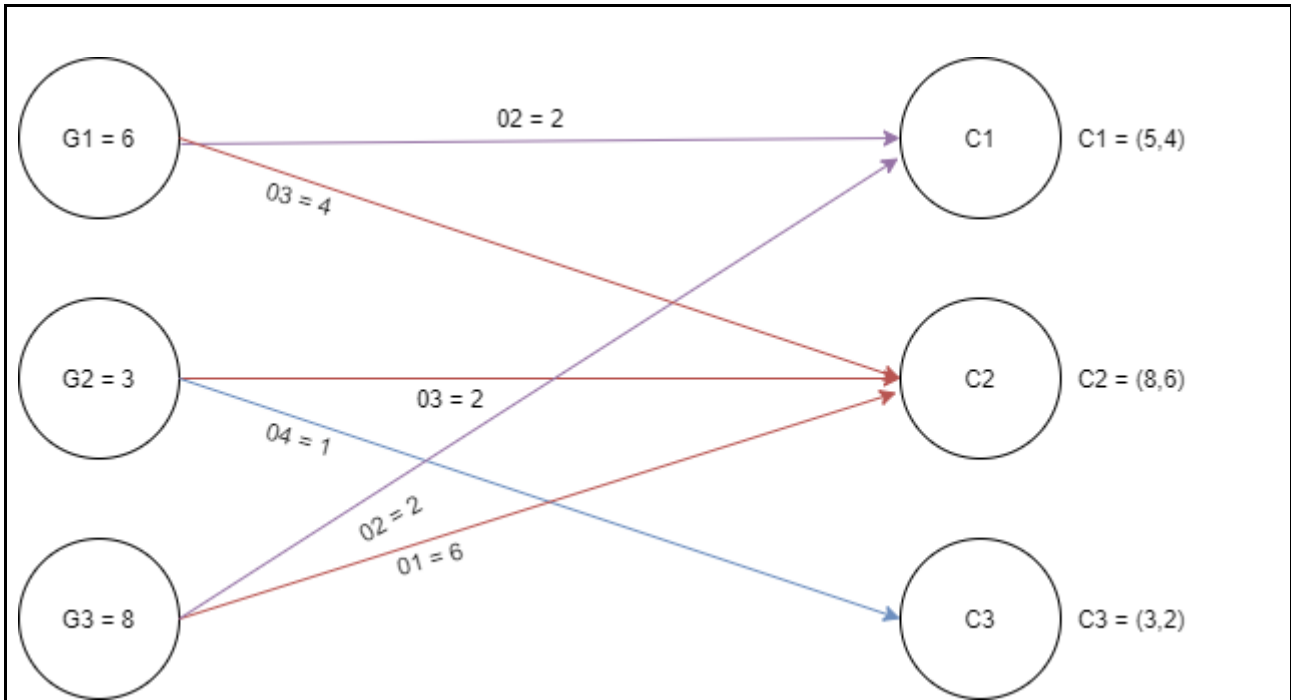 G1 = 6
02 = 2
C1
C1 = (5,4)
03 = 4
G2 = 3
03 = 2
C2
C2 = (8,6)
04 = 1
02 = 2
01 = 6
G3 = 8
C3
C3 = (3,2)